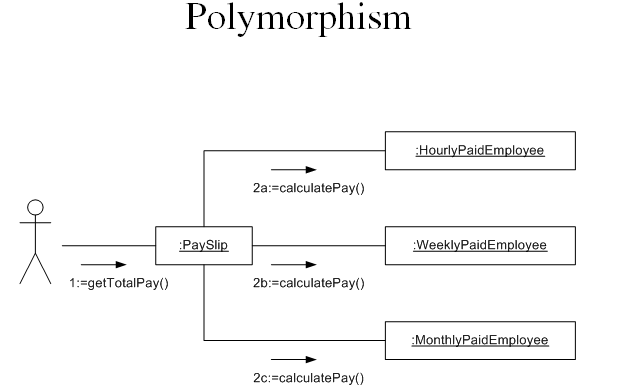 Polymorphism
:HourlyPaidEmployee
2a:=calculatePay()
:PaySlip
:WeeklyPaidEmployee
1:=getTotalPay()
2b:=calculatePay()
:MonthlyPaidEmployee
2c:=calculatePay()